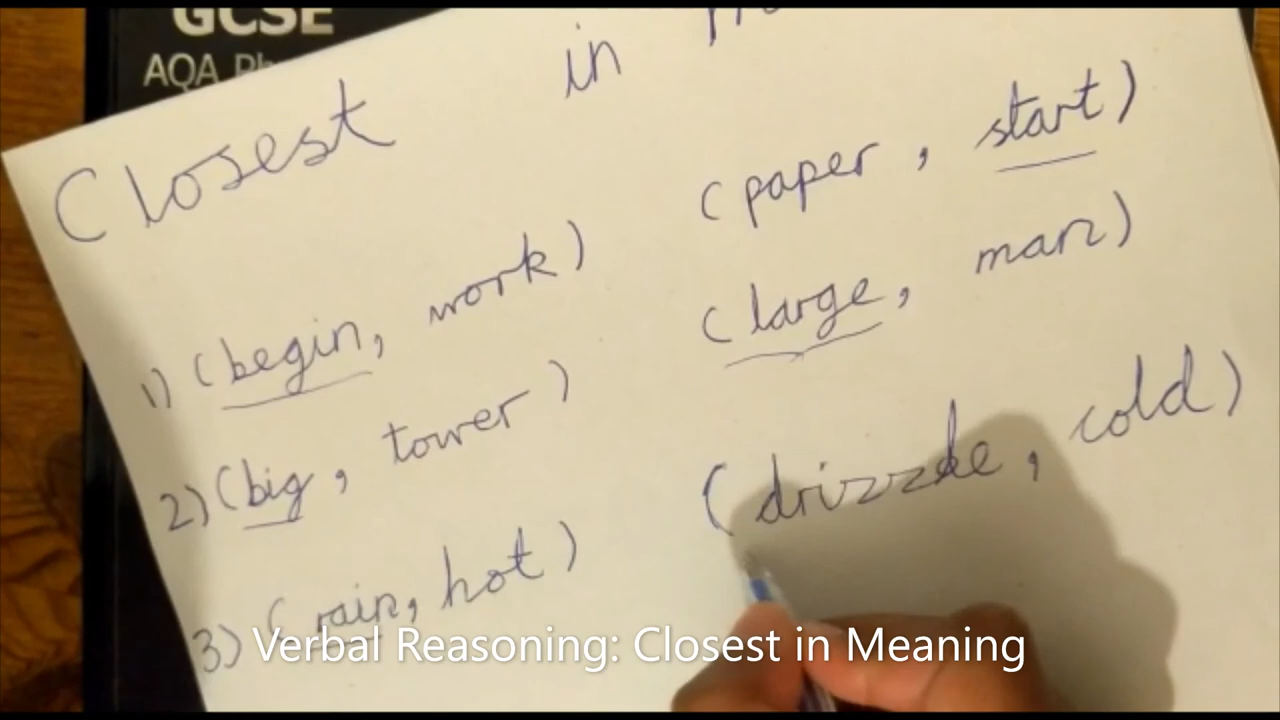 GCSE
AQA
Closest in
1) (begin, work) (paper, start)
2) (big, tower) (large, man)
3) (rain, hot) (drizzle, cold)
Verbal Reasoning: Closest in Meaning